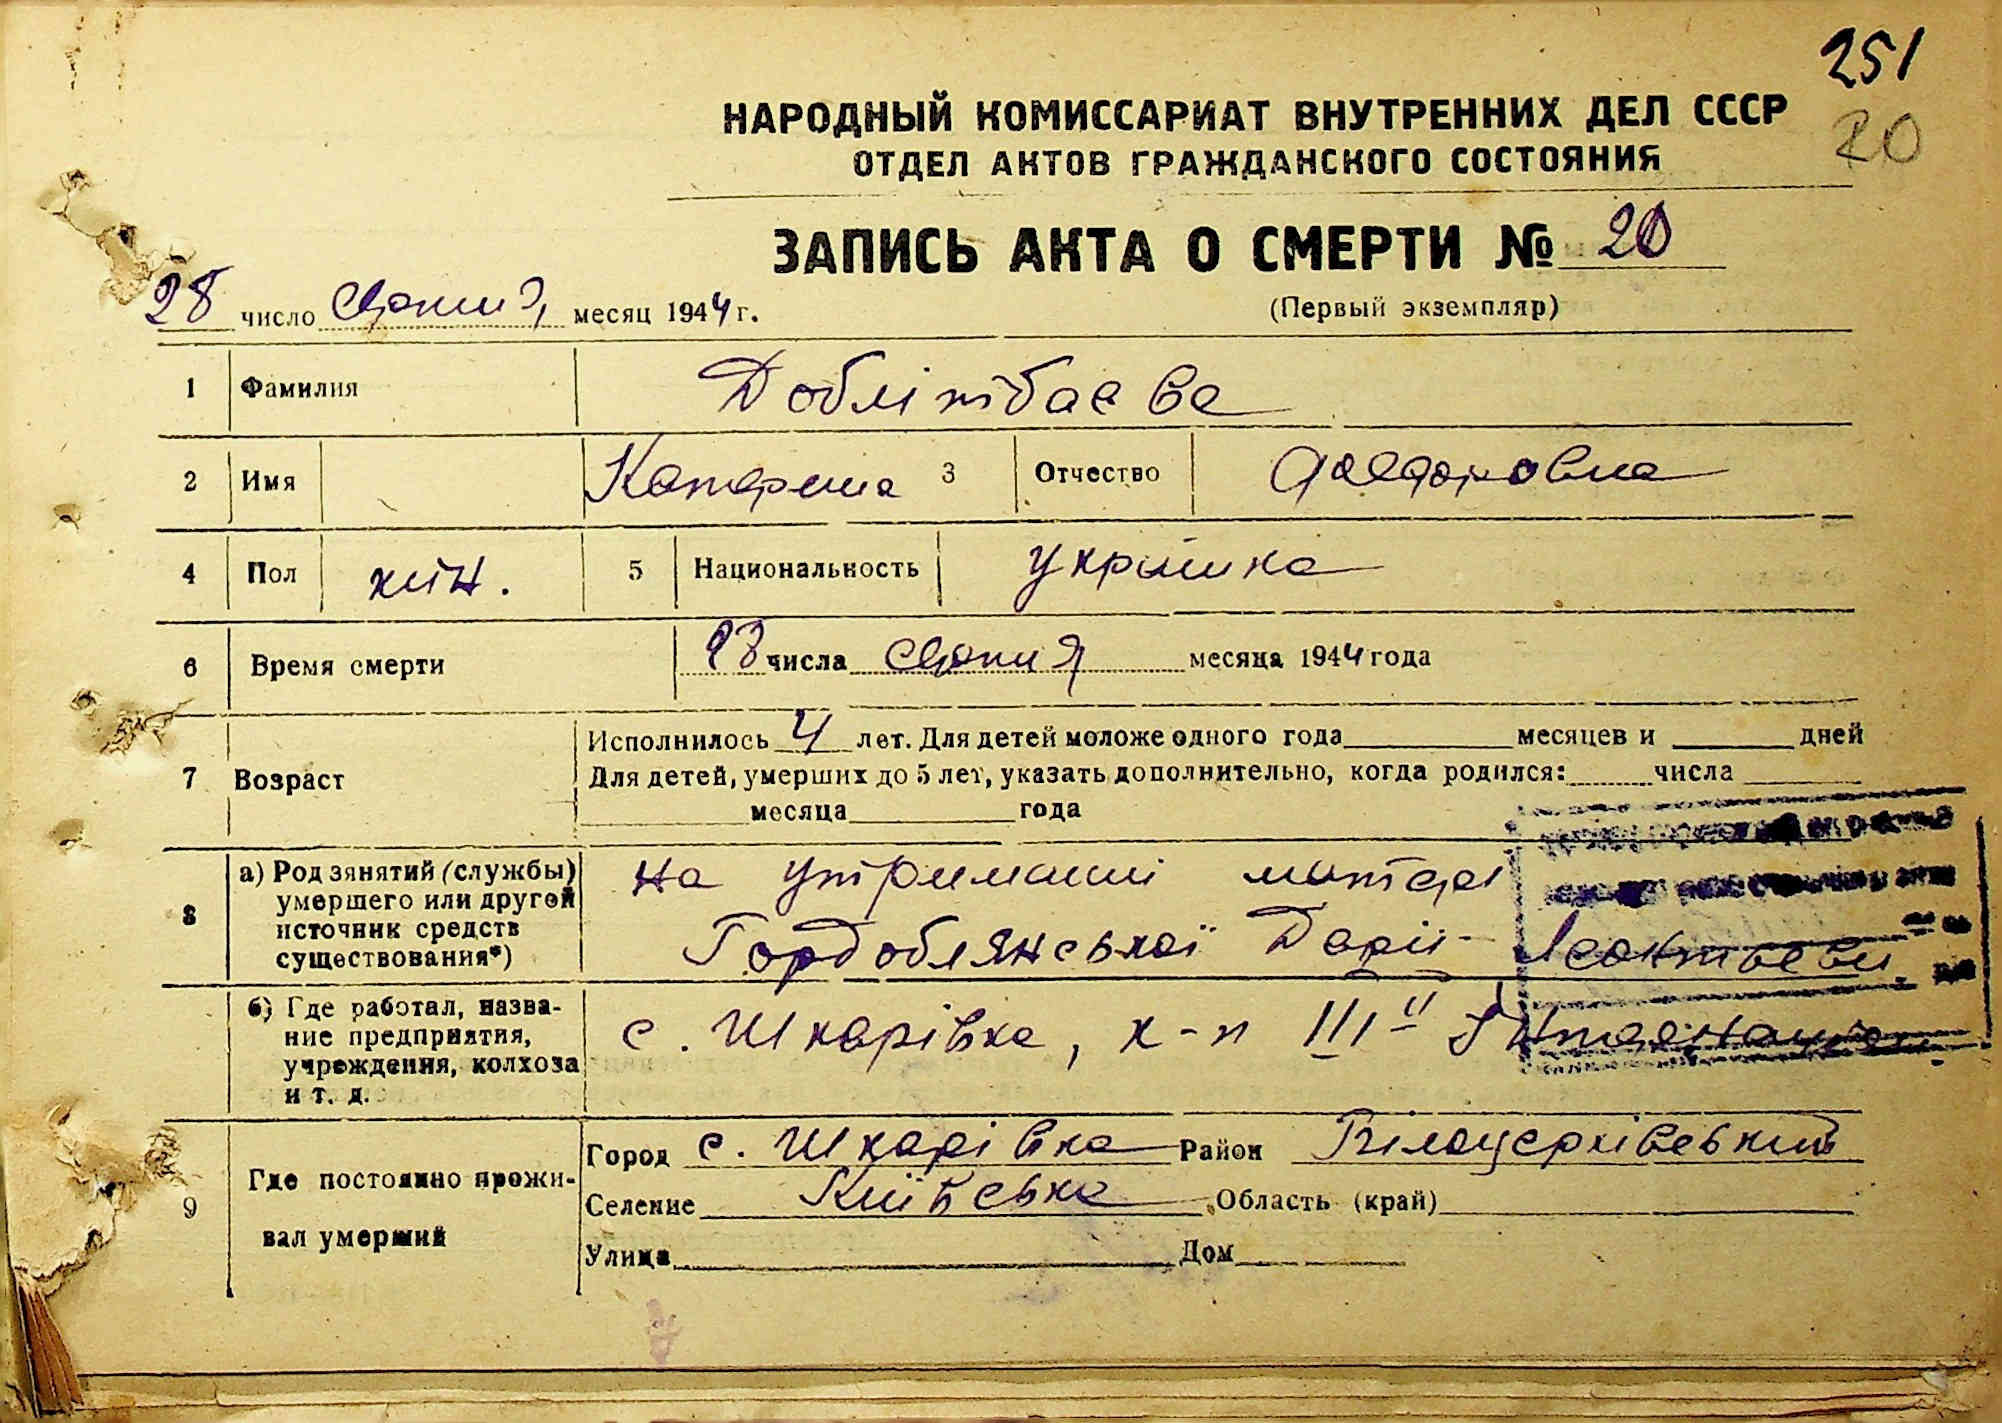 251
НАРОДНЫЙ КОМИССАРИАТ ВНУТРЕННИХ ДЕЛ СССР
20
ОТДЕЛ АКТОВ ГРАЖДАНСКОГО СОСТОЯНИЯ
ЗАПИСЬ АКТА О СМЕРТИ № 20
28 число серпня месяц 1944 г.
(Первый экземпляр)
1 Фамилия Доблітбаєва
2 Имя Катерина 3 Отчество
4 Пол жін. 5 Национальность українка
6 Время смерти числа серпня месяца 1944 года
Исполнилось 4 лет. Для детей моложе одного года месяцев и дней
7 Возраст Для детей, умерших до 5 лет, указать дополнительно, когда родился: числа
месяца года
8 а) Род занятий (службы) умершего или другой источник средств существования*) на утриманні матері
Гордоблянської Дарії Леонтьевни
б) Где работал, название предприятия, учреждения, колхоза и т. д. с. Шкарівка, к-п III й Інтернаціонал
9 Где постоянно проживал умерший
Город с. Шкарівка Район Білоцерківський
Селение Київська Область (край)
Улица Дом